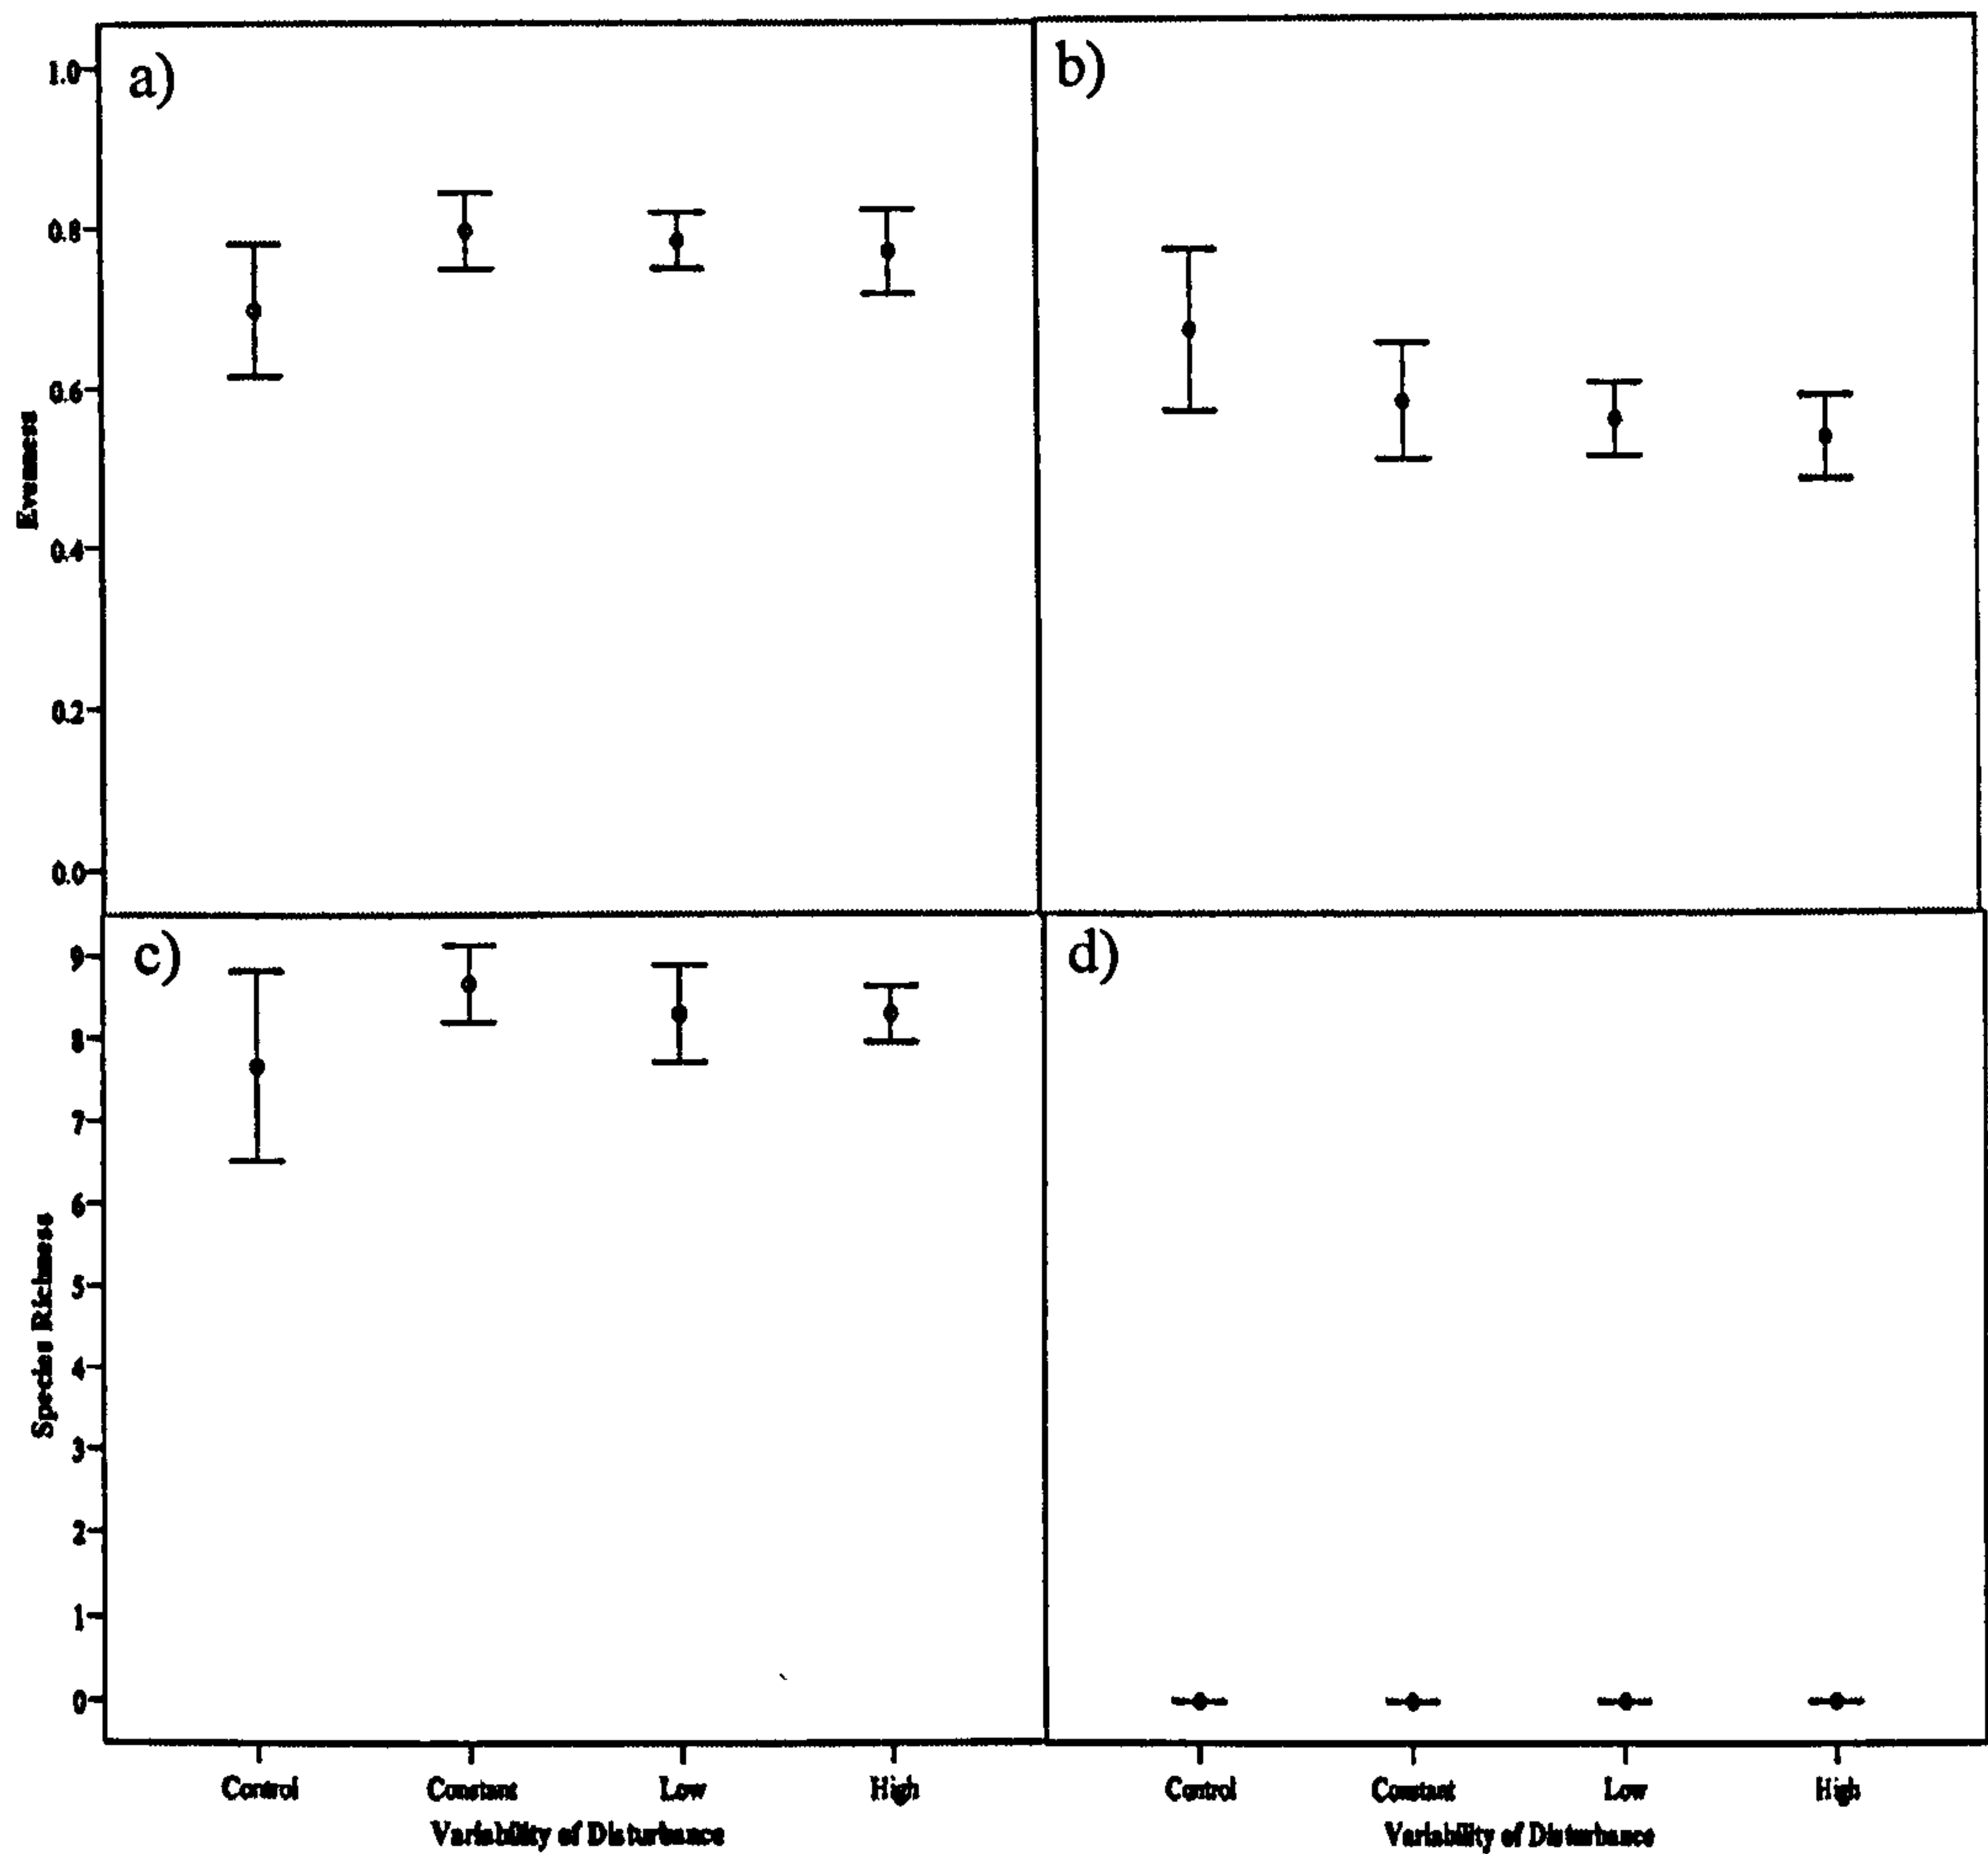 a)
b)
1.0
0.8
0.6
0.4
0.2
0.0
Evenness
c)
d)
9
8
7
6
5
4
3
2
1
0
Species Richness
Control Constant Low High
Variability of Disturbance
Control Constant Low High
Variability of Disturbance